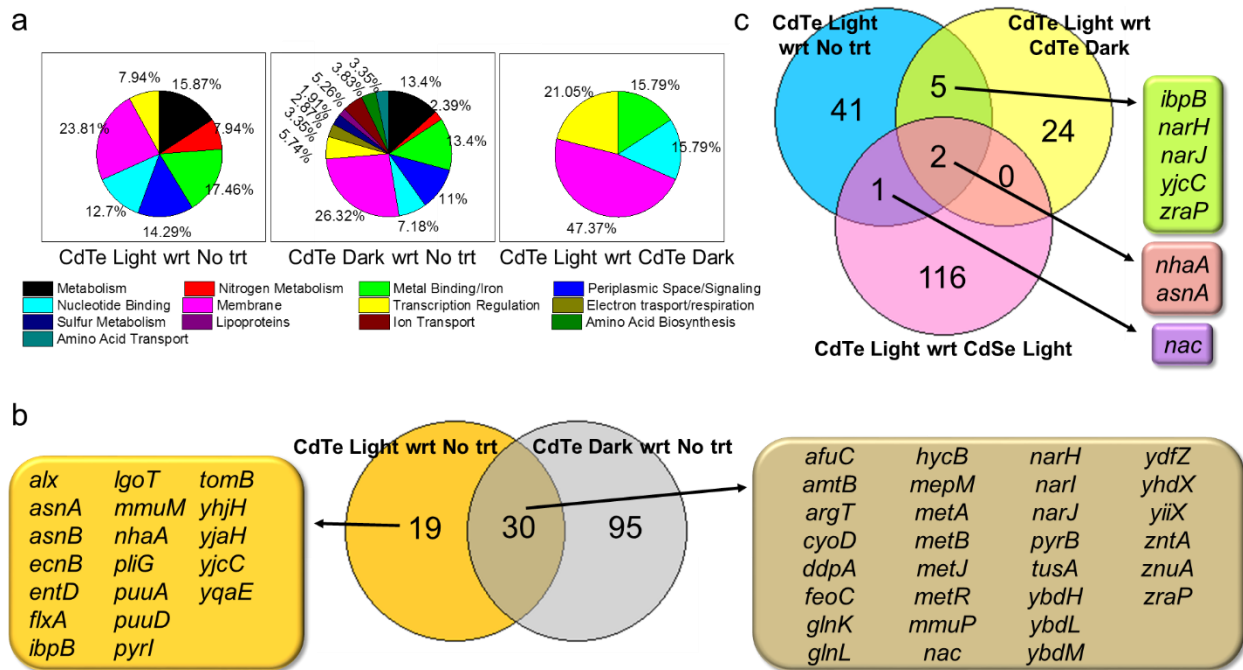 a
7.94%
15.87%
7.94%
17.46%
14.29%
12.7%
23.81%
CdTe Light wrt No trt
3.35%
3.83%
5.26%
1.91%
2.87%
3.35%
5.74%
13.4%
2.39%
13.4%
11%
7.18%
26.32%
CdTe Dark wrt No trt
21.05%
15.79%
15.79%
47.37%
CdTe Light wrt CdTe Dark
Metabolism
Nitrogen Metabolism
Metal Binding/Iron
Periplasmic Space/Signaling
Nucleotide Binding
Membrane
Transcription Regulation
Electron trasport/respiration
Sulfur Metabolism
Lipoproteins
Ion Transport
Amino Acid Biosynthesis
Amino Acid Transport
c
CdTe Light
wrt No trt
CdTe Light wrt
CdTe Dark
41
5
24
2
0
1
116
CdTe Light wrt CdSe Light
ibpB
narH
narJ
yjcC
zraP
nhaA
asnA
nac
b
CdTe Light wrt No trt
CdTe Dark wrt No trt
19
30
95
alx lgoT tomB
asnA mmuM yhjH
asnB nhaA yjaH
ecnB pliG yjcC
entD puuA yqaE
flxA puuD
ibpB pyrI
afuC hycB narH ydfZ
amtB mepM narI yhdX
argT metA narJ yiiX
cyoD metB pyrB zntA
ddpA metJ tusA znuA
feoC metR ybdH zraP
glnK mmuP ybdL
glnL nac ybdM